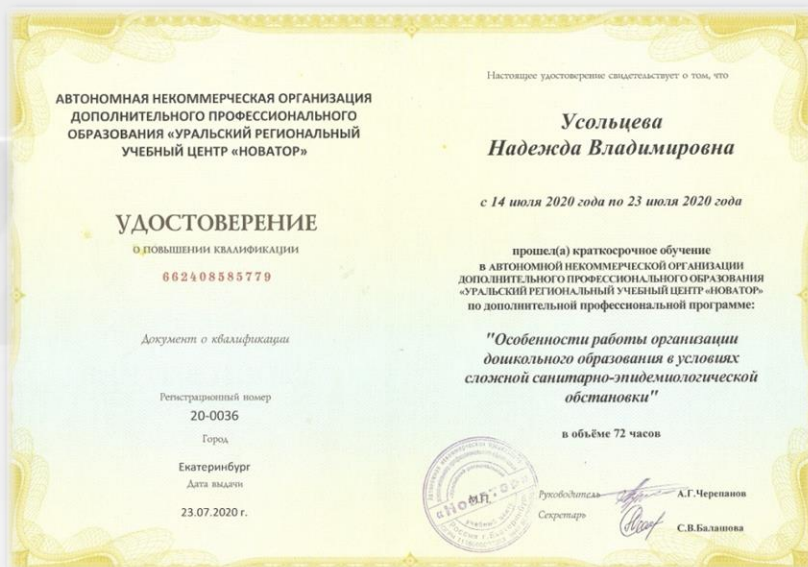 АВТОНОМНАЯ НЕКОММЕРЧЕСКАЯ ОРГАНИЗАЦИЯ
ДОПОЛНИТЕЛЬНОГО ПРОФЕССИОНАЛЬНОГО
ОБРАЗОВАНИЯ «УРАЛЬСКИЙ РЕГИОНАЛЬНЫЙ
УЧЕБНЫЙ ЦЕНТР «НОВАТОР»
УДОСТОВЕРЕНИЕ
О ПОВЫШЕНИИ КВАЛИФИКАЦИИ
662408585779
Документ о квалификации
Регистрационный номер
20-0036
Город
Екатеринбург
Дата выдачи
23.07.2020 г.
Настоящее удостоверение свидетельствует о том, что
Усольцева
Надежда Владимировна
с 14 июля 2020 года по 23 июля 2020 года
прошел(а) краткосрочное обучение
в АВТОНОМНОЙ НЕКОММЕРЧЕСКОЙ ОРГАНИЗАЦИИ
ДОПОЛНИТЕЛЬНОГО ПРОФЕССИОНАЛЬНОГО ОБРАЗОВАНИЯ
«УРАЛЬСКИЙ РЕГИОНАЛЬНЫЙ УЧЕБНЫЙ ЦЕНТР «НОВАТОР»
по дополнительной профессиональной программе:
"Особенности работы организации
дошкольного образования в условиях
сложной санитарно-эпидемиологической
обстановки"
в объёме 72 часов
М.П.
«Новатор»
учебный центр
Руководитель А.Г.Черепанов
Секретарь С.В.Балашова